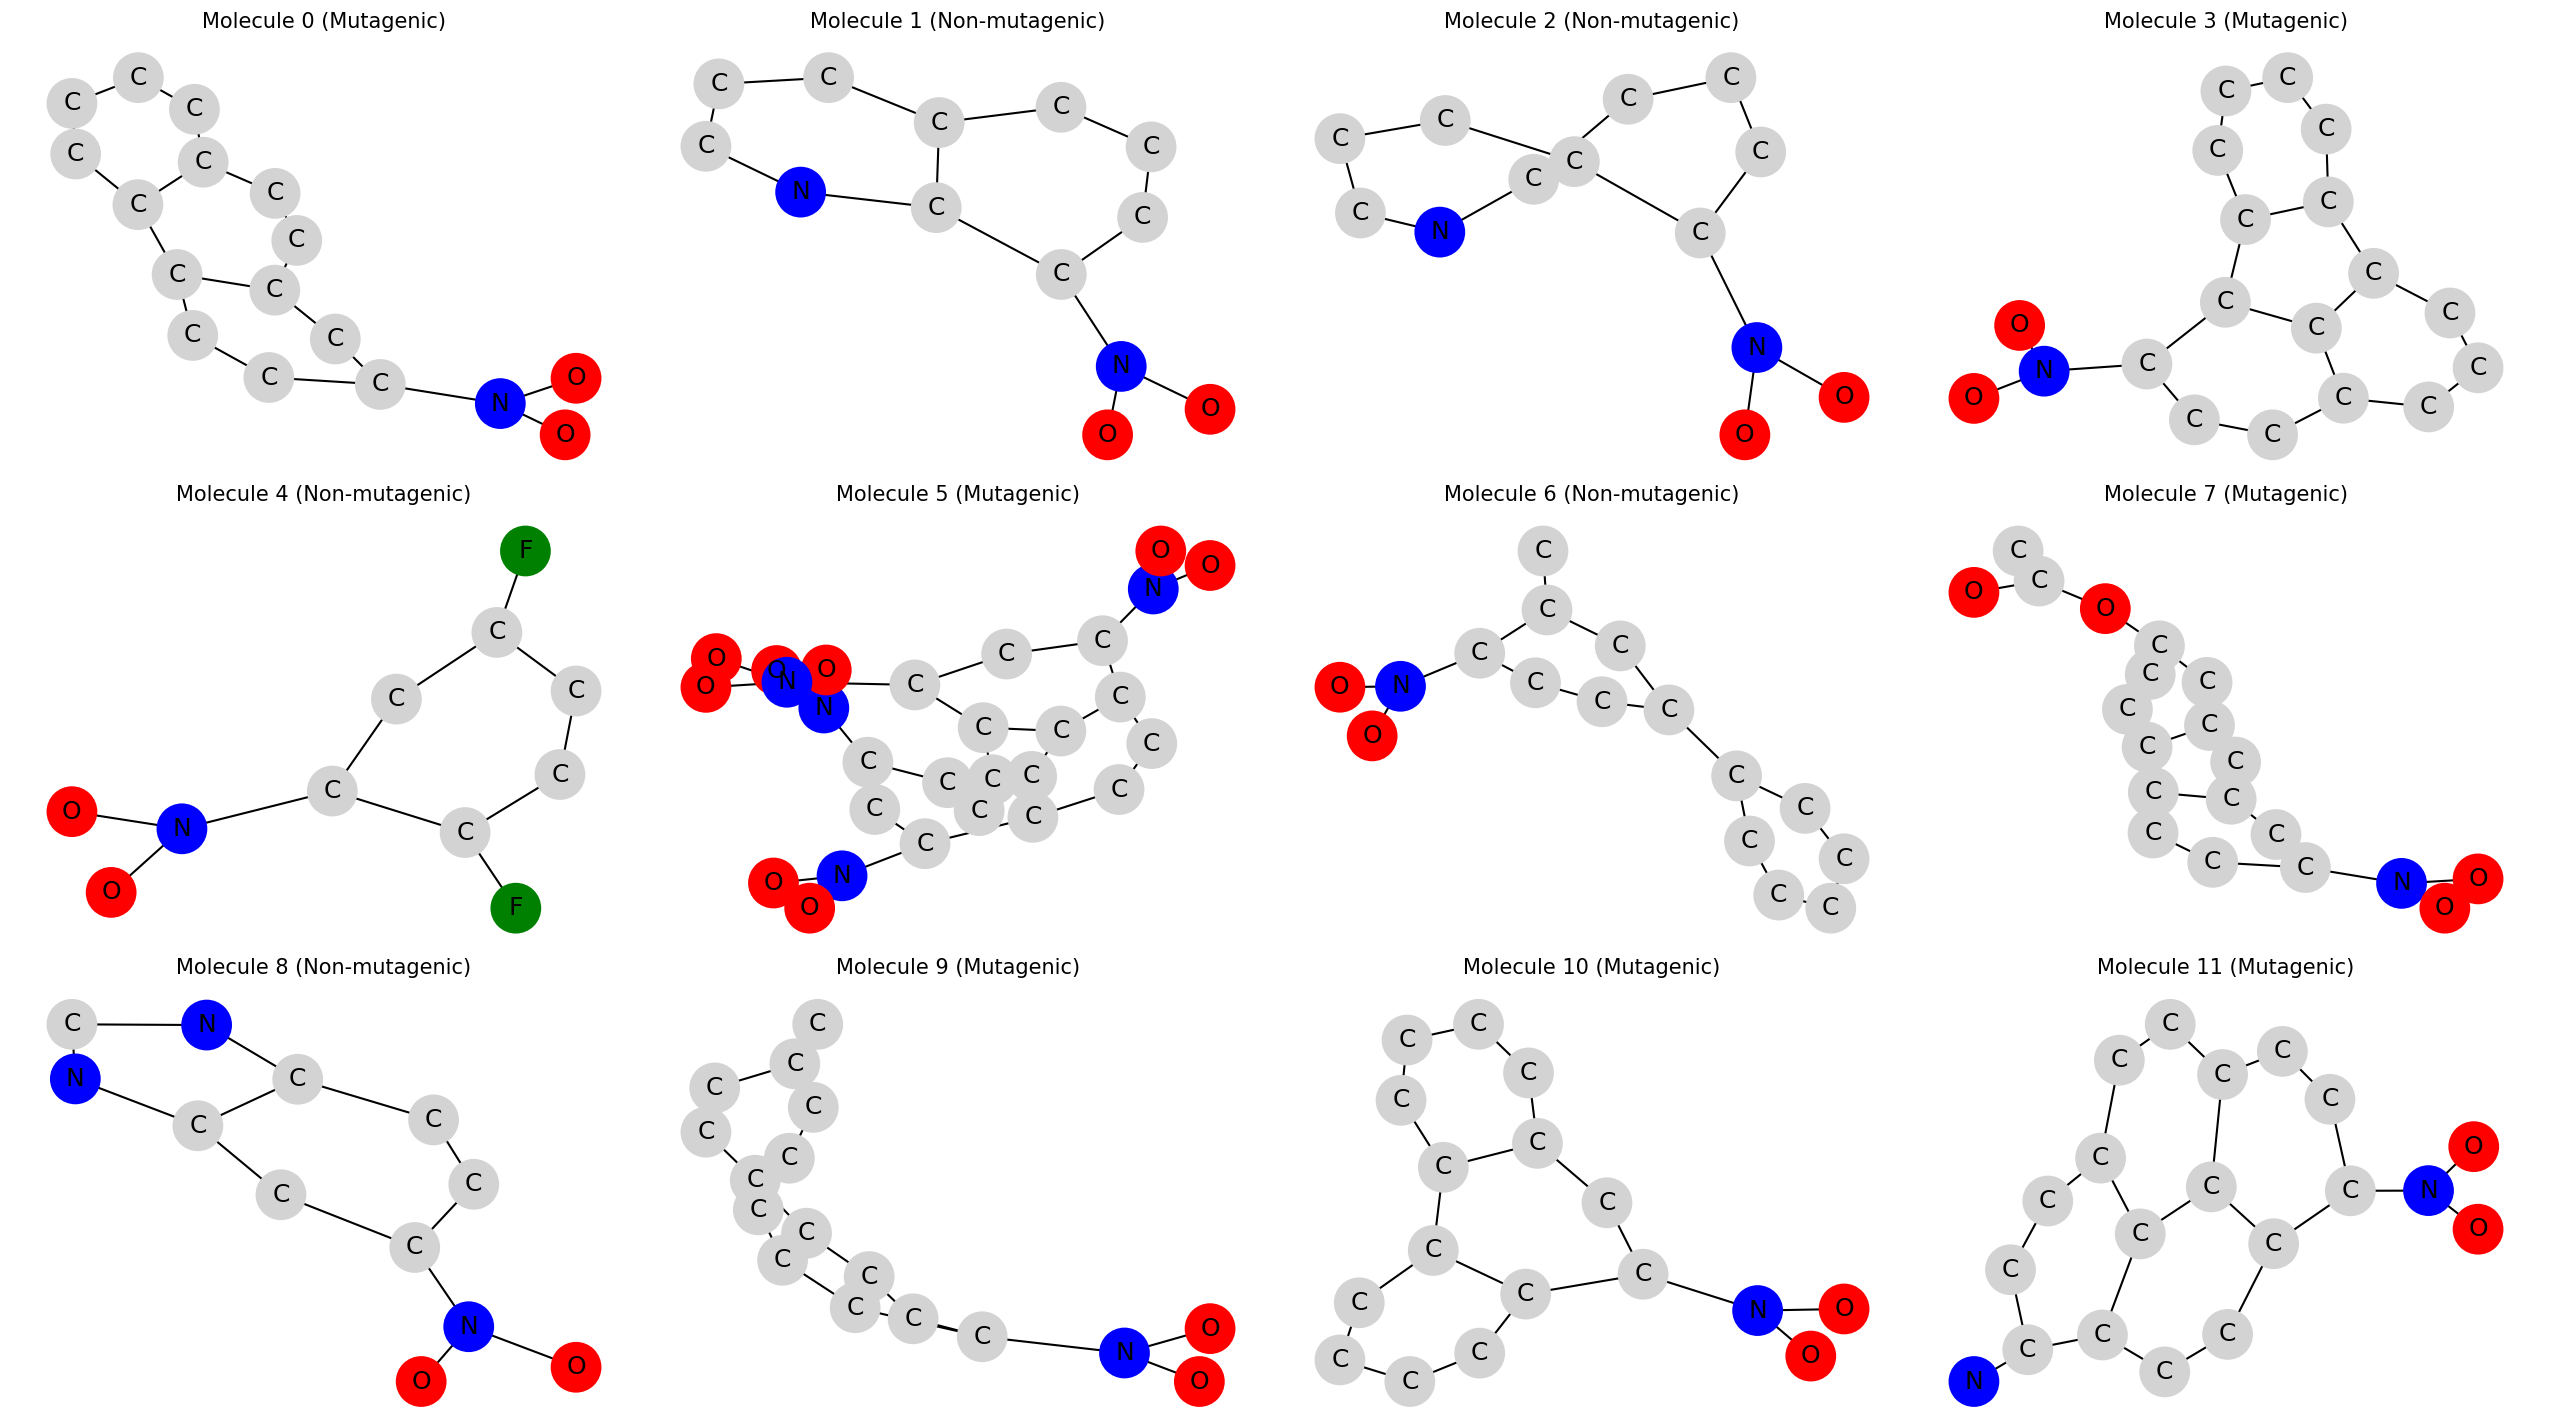 Molecule 0 (Mutagenic)
C C C C C C C C C C C C C C N O O
Molecule 1 (Non-mutagenic)
C C C C C C N C C C N O O
Molecule 2 (Non-mutagenic)
C C C C C C C C N C N O O
Molecule 3 (Mutagenic)
C C C C C C C C C C C O C C N C O C C C
Molecule 4 (Non-mutagenic)
F C C C C C O N C O F
Molecule 5 (Mutagenic)
O O N C C O O O N O C C N C C C C C C C C C C C C N O O
Molecule 6 (Non-mutagenic)
C C C C C N O C C O C C C C C C C
Molecule 7 (Mutagenic)
C C O O C C C C C C C C C C C C C C N O O
Molecule 8 (Non-mutagenic)
C N N C C C C C C N O O
Molecule 9 (Mutagenic)
C C C C C C C C C C C C C C C N O O
Molecule 10 (Mutagenic)
C C C C C C C C C C C C C C N O O
Molecule 11 (Mutagenic)
C C C C C O C C C N C C C O C C C C C N C